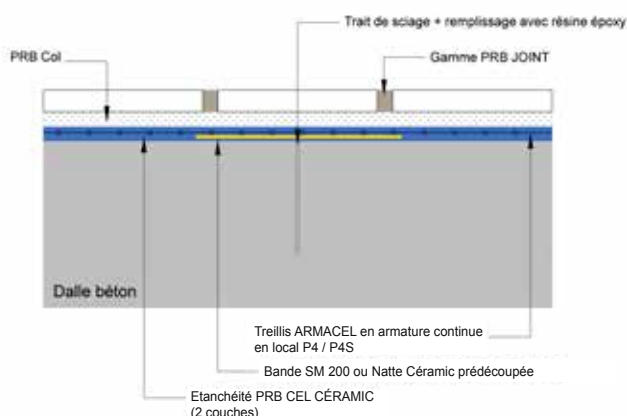 Trait de sciage + remplissage avec résine époxy
PRB Col
Gamme PRB JOINT
Dalle béton
Treillis ARMACEL en armature continue
en local P4 / P4S
Bande SM 200 ou Natte Céramic prédécoupée
Etanchéité PRB CEL CÉRAMIC
(2 couches)